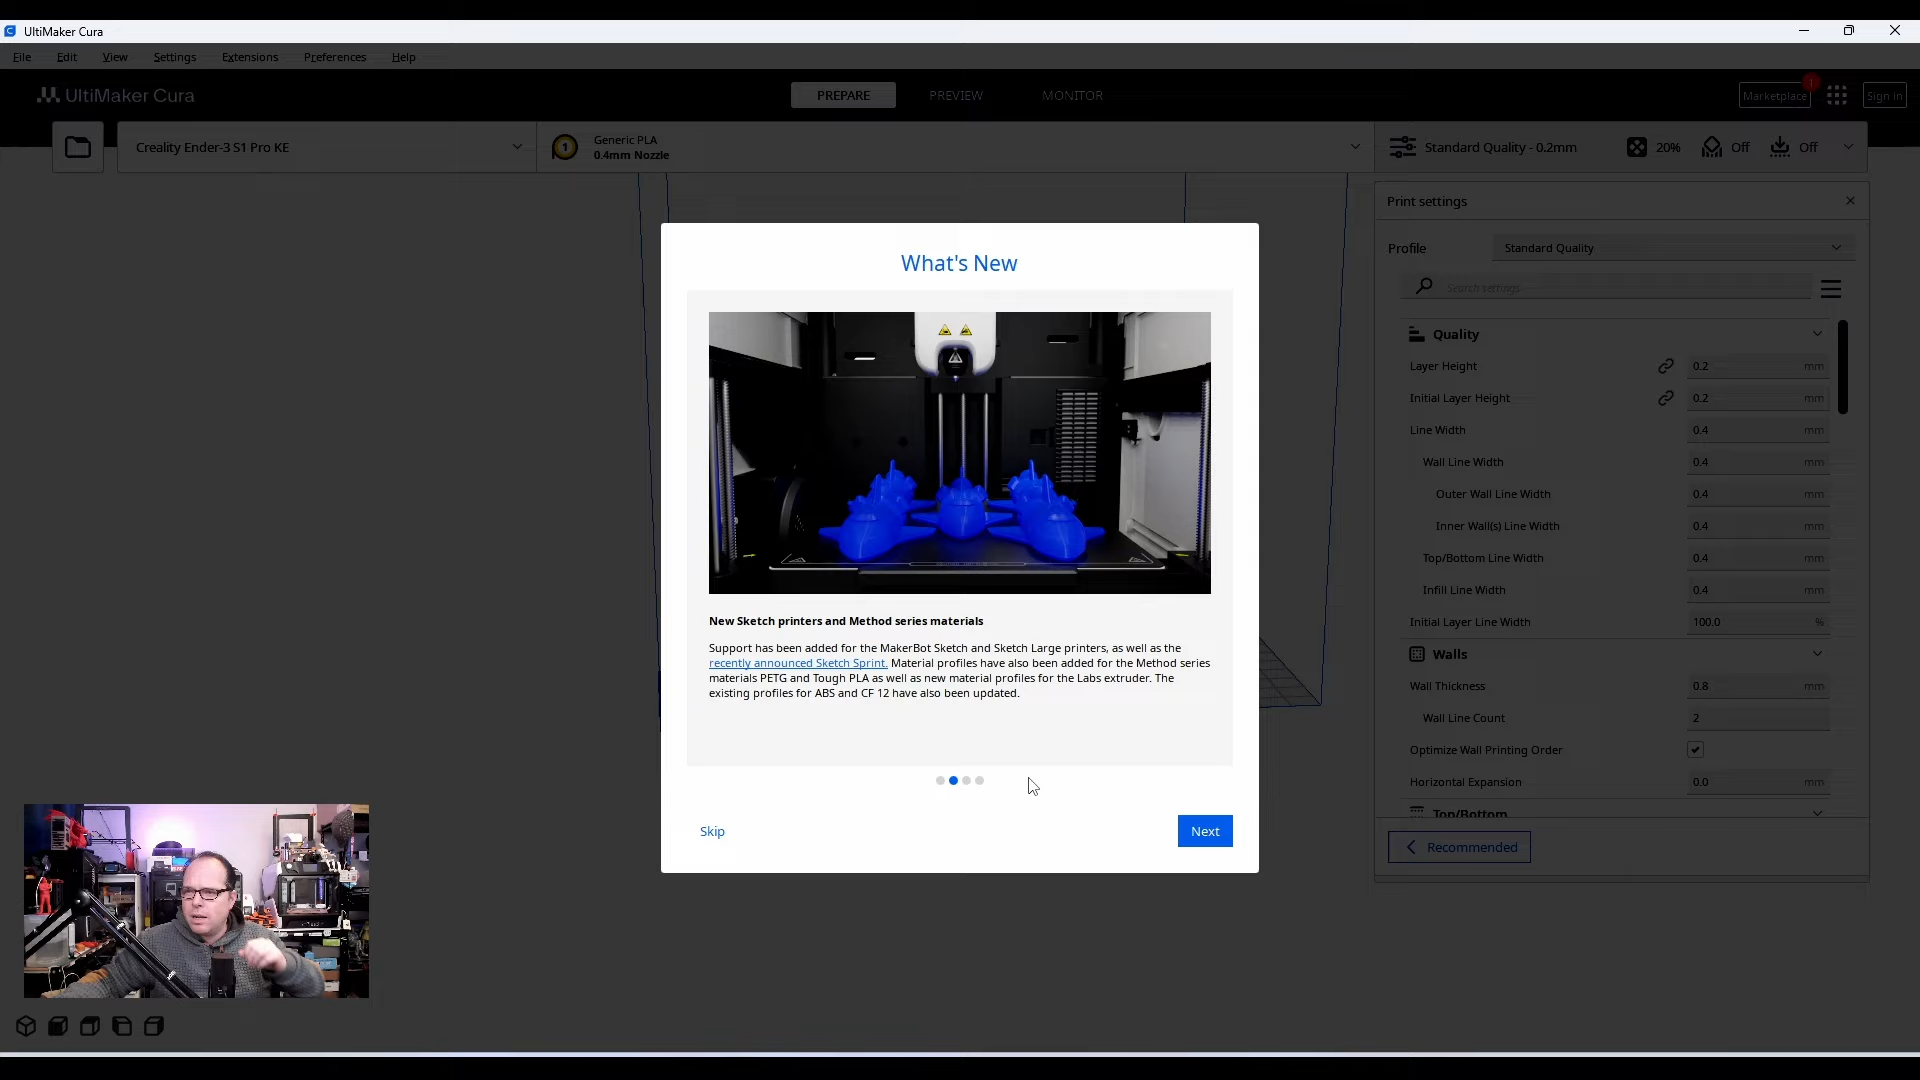 UltiMaker Cura
File Edit View Settings Extensions Preferences Help
UltiMaker Cura
PREPARE PREVIEW MONITOR
Marketplace 1 Sign in
Creality Ender-3 S1 Pro KE
1 Generic PLA
0.4mm Nozzle
Standard Quality - 0.2mm 20% Off Off
Print settings
Profile Standard Quality
Search settings
Quality
Layer Height 0.2 mm
Initial Layer Height 0.2 mm
Line Width 0.4 mm
Wall Line Width 0.4 mm
Outer Wall Line Width 0.4 mm
Inner Wall(s) Line Width 0.4 mm
Top/Bottom Line Width 0.4 mm
Infill Line Width 0.4 mm
Initial Layer Line Width 100.0 %
Walls
Wall Thickness 0.8 mm
Wall Line Count 2
Optimize Wall Printing Order
Horizontal Expansion 0.0 mm
Top/Bottom
Recommended
What's New
New Sketch printers and Method series materials
Support has been added for the MakerBot Sketch and Sketch Large printers, as well as the
recently announced Sketch Sprint. Material profiles have also been added for the Method series
materials PETG and Tough PLA as well as new material profiles for the Labs extruder. The
existing profiles for ABS and CF 12 have also been updated.
Skip Next